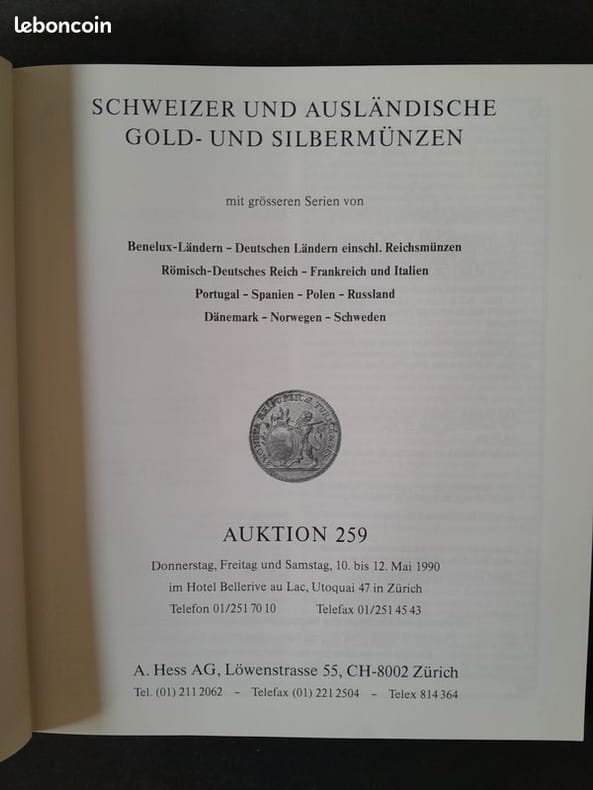 leboncoin
SCHWEIZER UND AUSLÄNDISCHE
GOLD- UND SILBERMÜNZEN
mit grösseren Serien von
Benelux-Ländern – Deutschen Ländern einschl. Reichsmünzen
Römisch-Deutsches Reich – Frankreich und Italien
Portugal – Spanien – Polen – Russland
Dänemark – Norwegen – Schweden
MONETA REIPUBLICÆ TURICENSIS
AUKTION 259
Donnerstag, Freitag und Samstag, 10. bis 12. Mai 1990
im Hotel Bellerive au Lac, Utoquai 47 in Zürich
Telefon 01/251 70 10 Telefax 01/251 45 43
A. Hess AG, Löwenstrasse 55, CH-8002 Zürich
Tel. (01) 211 2062 – Telefax (01) 221 2504 – Telex 814 364